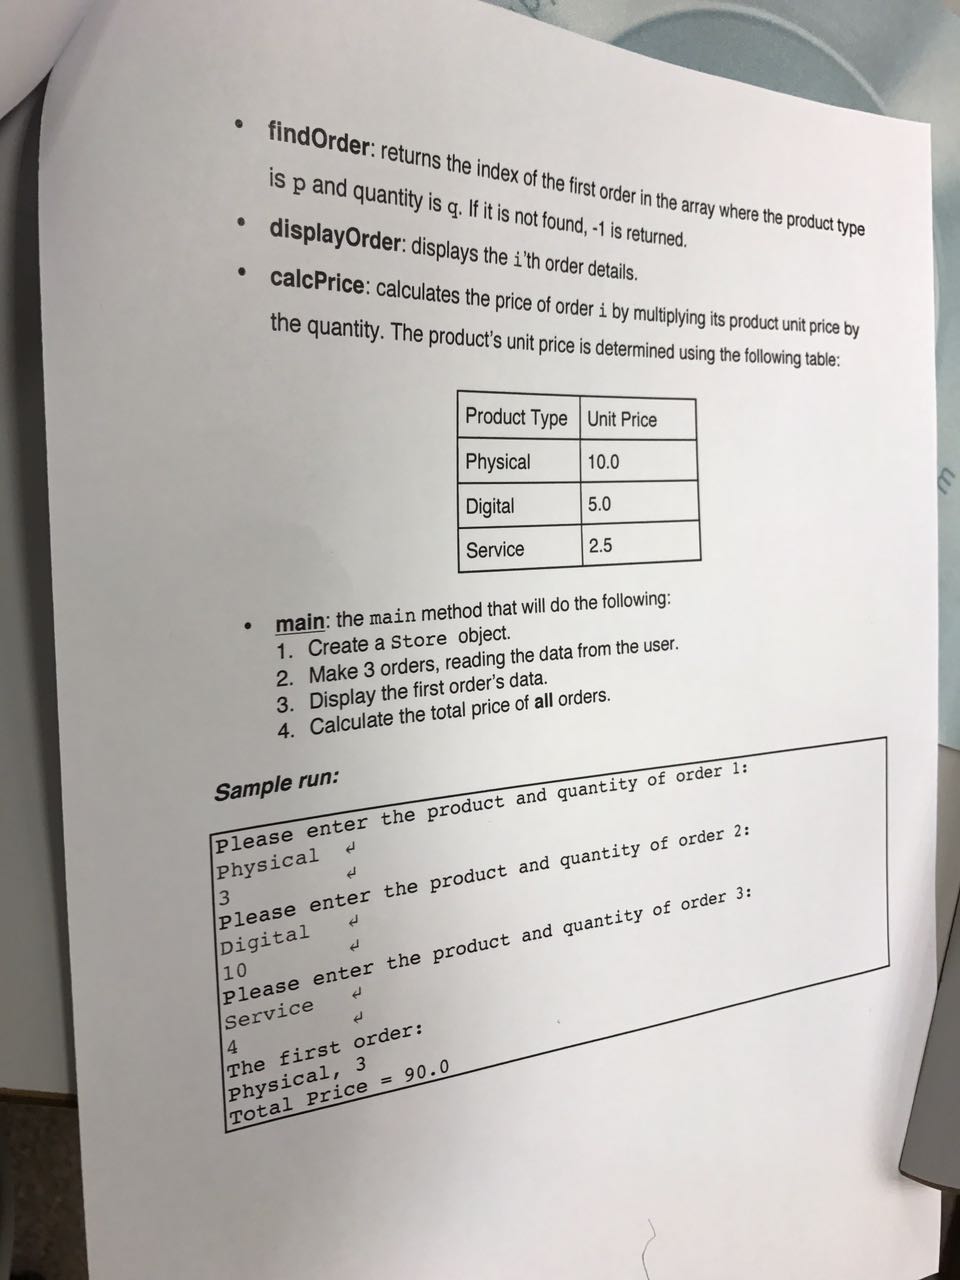 • findOrder: returns the index of the first order in the array where the product type
is p and quantity is q. If it is not found, -1 is returned.
• displayOrder: displays the i'th order details.
• calcPrice: calculates the price of order i by multiplying its product unit price by
the quantity. The product's unit price is determined using the following table:
Product Type Unit Price
Physical 10.0
Digital 5.0
Service 2.5
• main: the main method that will do the following:
1. Create a Store object.
2. Make 3 orders, reading the data from the user.
3. Display the first order's data.
4. Calculate the total price of all orders.
Sample run:
Please enter the product and quantity of order 1:
Physical ↵
3 ↵
Please enter the product and quantity of order 2:
Digital ↵
10 ↵
Please enter the product and quantity of order 3:
Service ↵
4 ↵
The first order:
Physical, 3
Total Price = 90.0